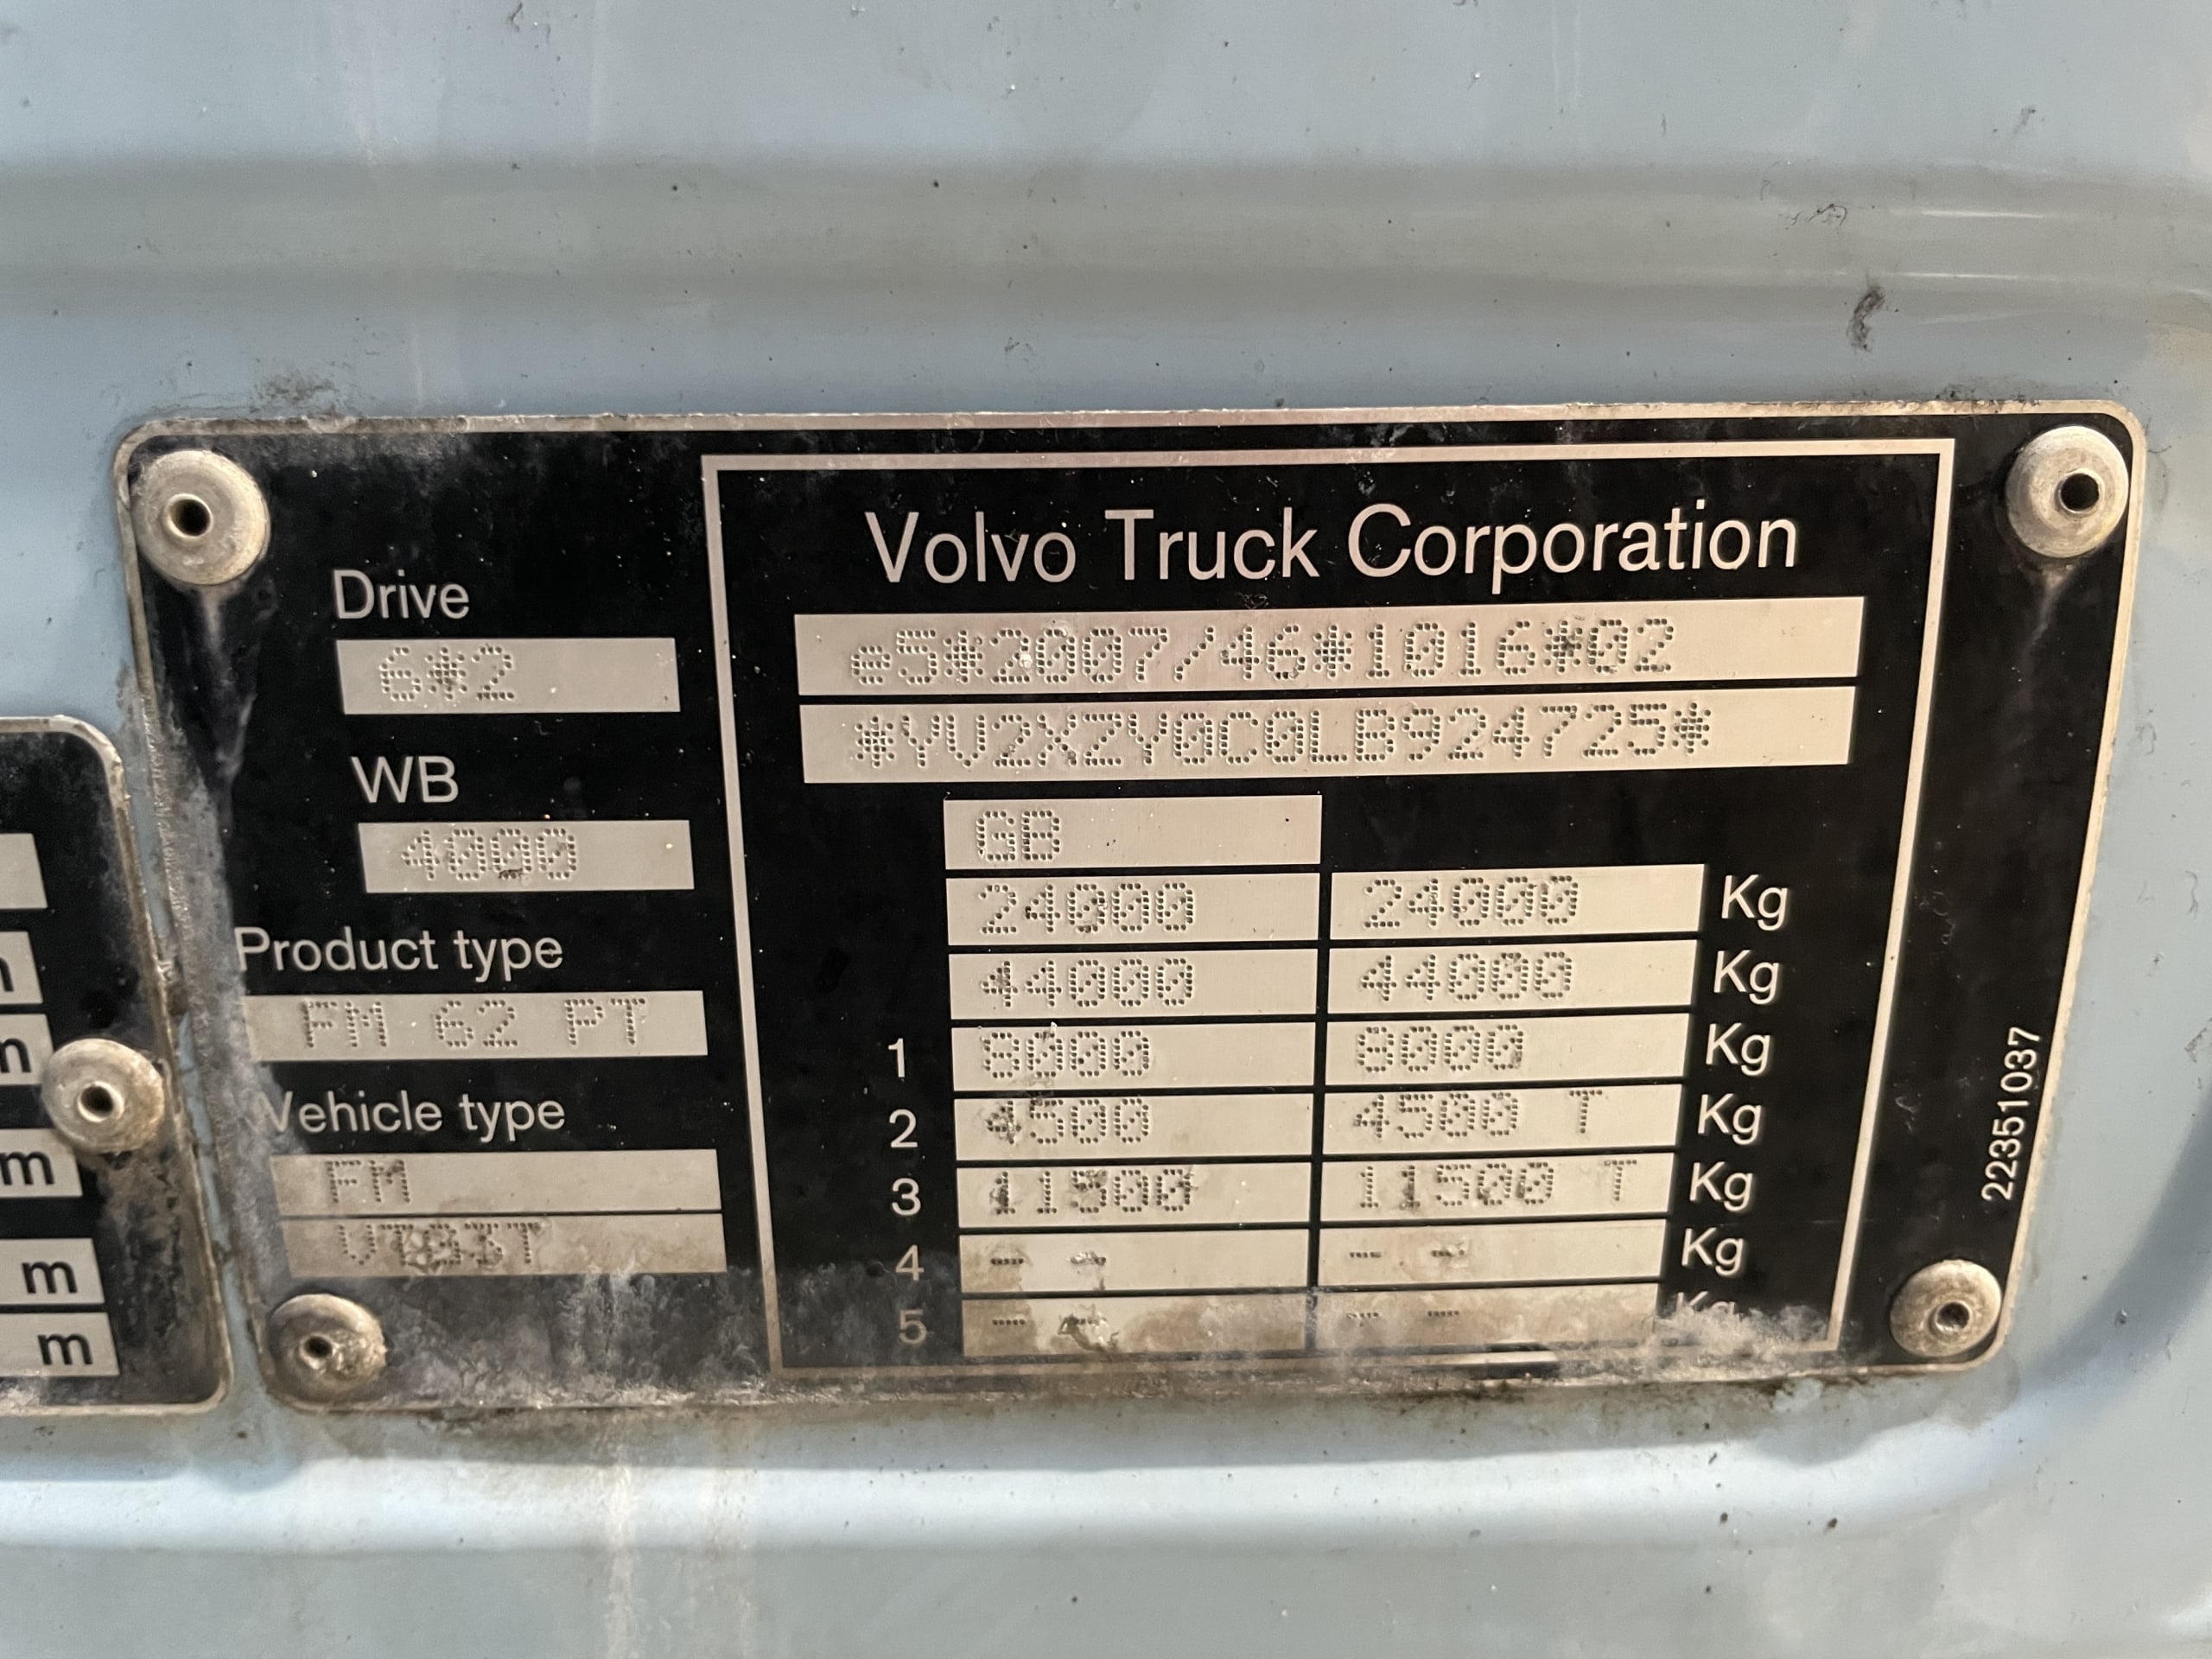 Volvo Truck Corporation
e5*2007/46*1016*02
*YV2XZY0C0LB924725*
Drive
6*2
WB
4000
Product type
FM 62 PT
Vehicle type
FM
VTB3T
GB
24000 24000 Kg
44000 44000 Kg
1 8000 8000 Kg
2 4500 4500 T Kg
3 11500 11500 T Kg
4 -- -- Kg
5 -- -- Kg
22351037
m
m
m
m